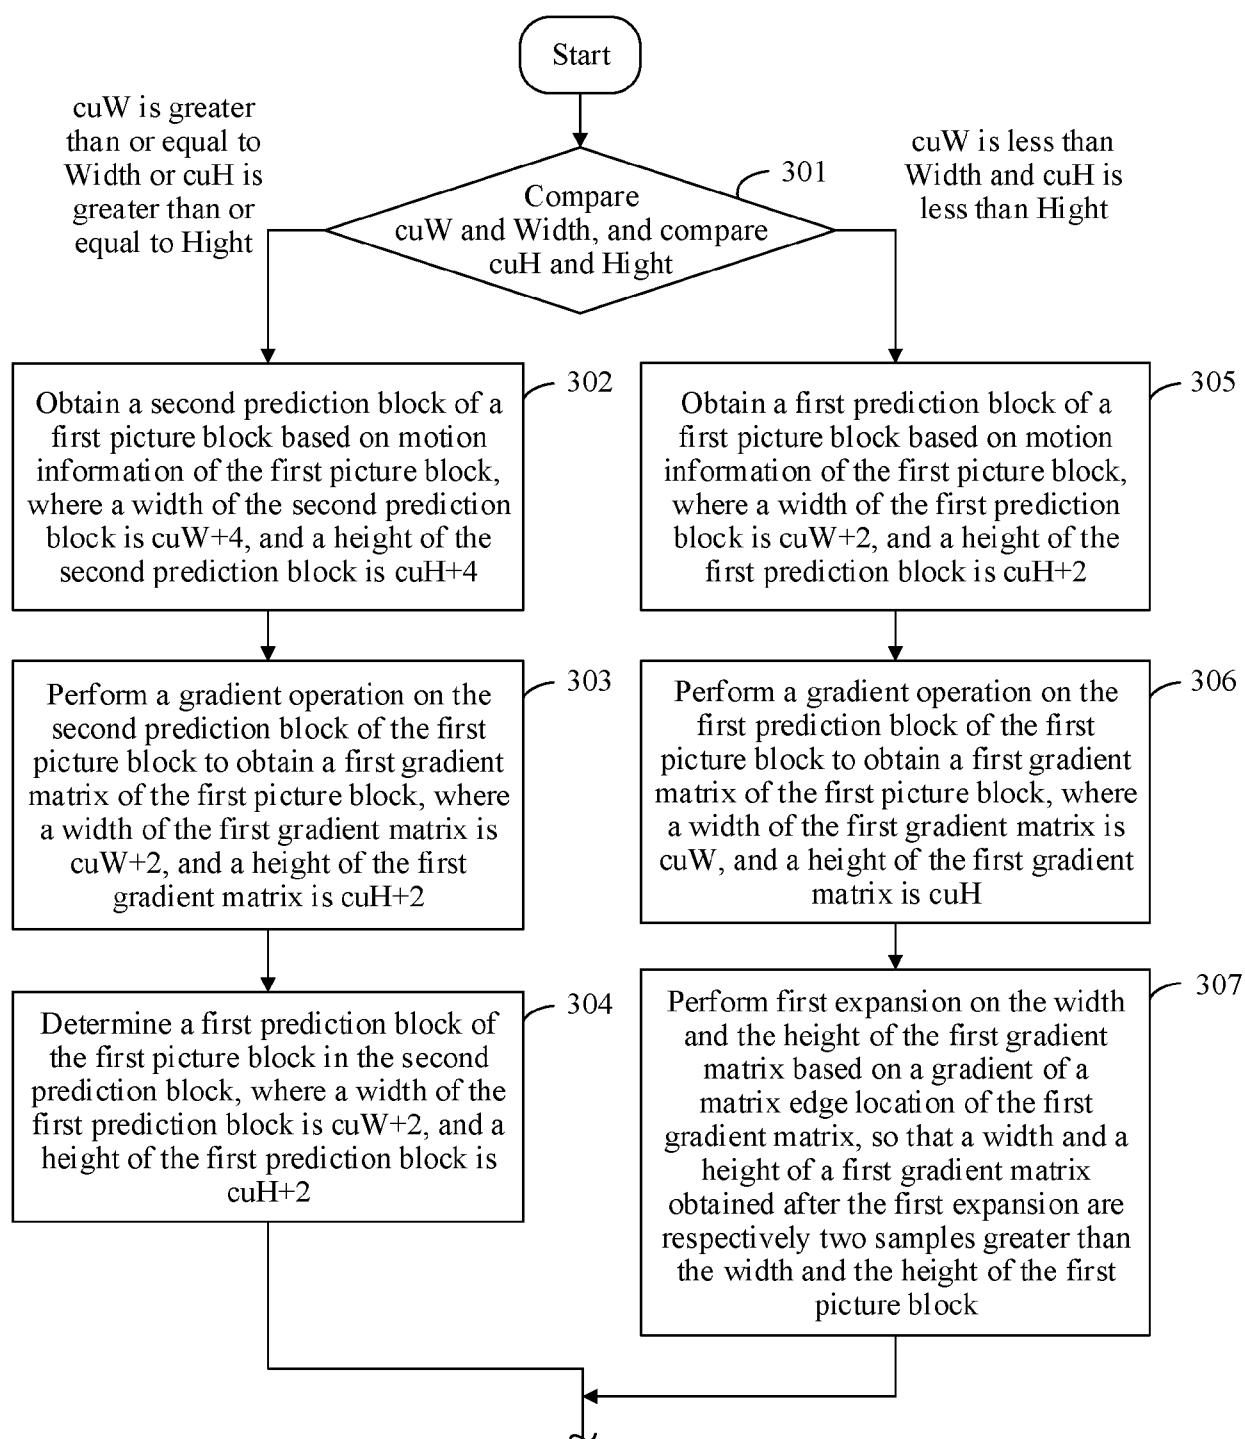 Start
cuW is greater
than or equal to
Width or cuH is
greater than or
equal to Hight
cuW is less than
Width and cuH is
less than Hight
301
Compare
cuW and Width, and compare
cuH and Hight
302
Obtain a second prediction block of a
first picture block based on motion
information of the first picture block,
where a width of the second prediction
block is cuW+4, and a height of the
second prediction block is cuH+4
305
Obtain a first prediction block of a
first picture block based on motion
information of the first picture block,
where a width of the first prediction
block is cuW+2, and a height of the
first prediction block is cuH+2
303
Perform a gradient operation on the
second prediction block of the first
picture block to obtain a first gradient
matrix of the first picture block, where
a width of the first gradient matrix is
cuW+2, and a height of the first
gradient matrix is cuH+2
306
Perform a gradient operation on the
first prediction block of the first
picture block to obtain a first gradient
matrix of the first picture block, where
a width of the first gradient matrix is
cuW, and a height of the first gradient
matrix is cuH
304
Determine a first prediction block of
the first picture block in the second
prediction block, where a width of the
first prediction block is cuW+2, and a
height of the first prediction block is
cuH+2
307
Perform first expansion on the width
and the height of the first gradient
matrix based on a gradient of a
matrix edge location of the first
gradient matrix, so that a width and a
height of a first gradient matrix
obtained after the first expansion are
respectively two samples greater than
the width and the height of the first
picture block